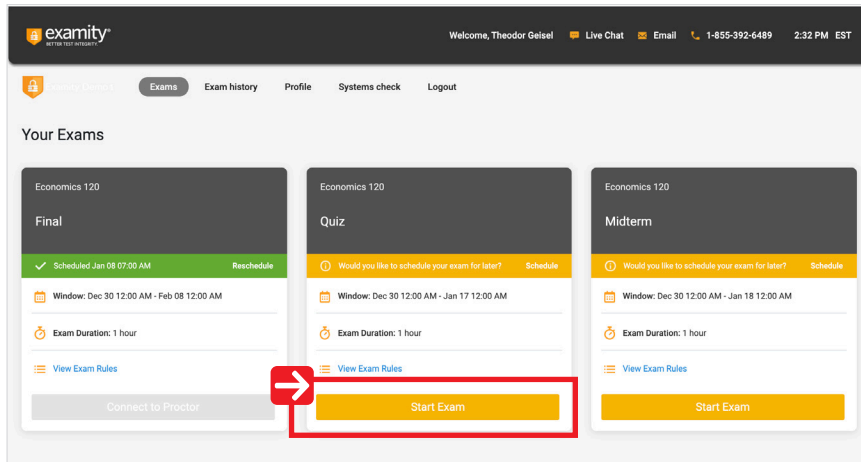 examity®
BETTER TEST INTEGRITY
Welcome, Theodor Geisel Live Chat Email 1-855-392-6489 2:32 PM EST
Exams Exam history Profile Systems check Logout
Your Exams
Economics 120
Final
Scheduled Jan 08 07:00 AM Reschedule
Window: Dec 30 12:00 AM - Feb 08 12:00 AM
Exam Duration: 1 hour
View Exam Rules
Connect to Proctor
Economics 120
Quiz
Would you like to schedule your exam for later? Schedule
Window: Dec 30 12:00 AM - Jan 17 12:00 AM
Exam Duration: 1 hour
View Exam Rules
Start Exam
Economics 120
Midterm
Would you like to schedule your exam for later? Schedule
Window: Dec 30 12:00 AM - Jan 18 12:00 AM
Exam Duration: 1 hour
View Exam Rules
Start Exam